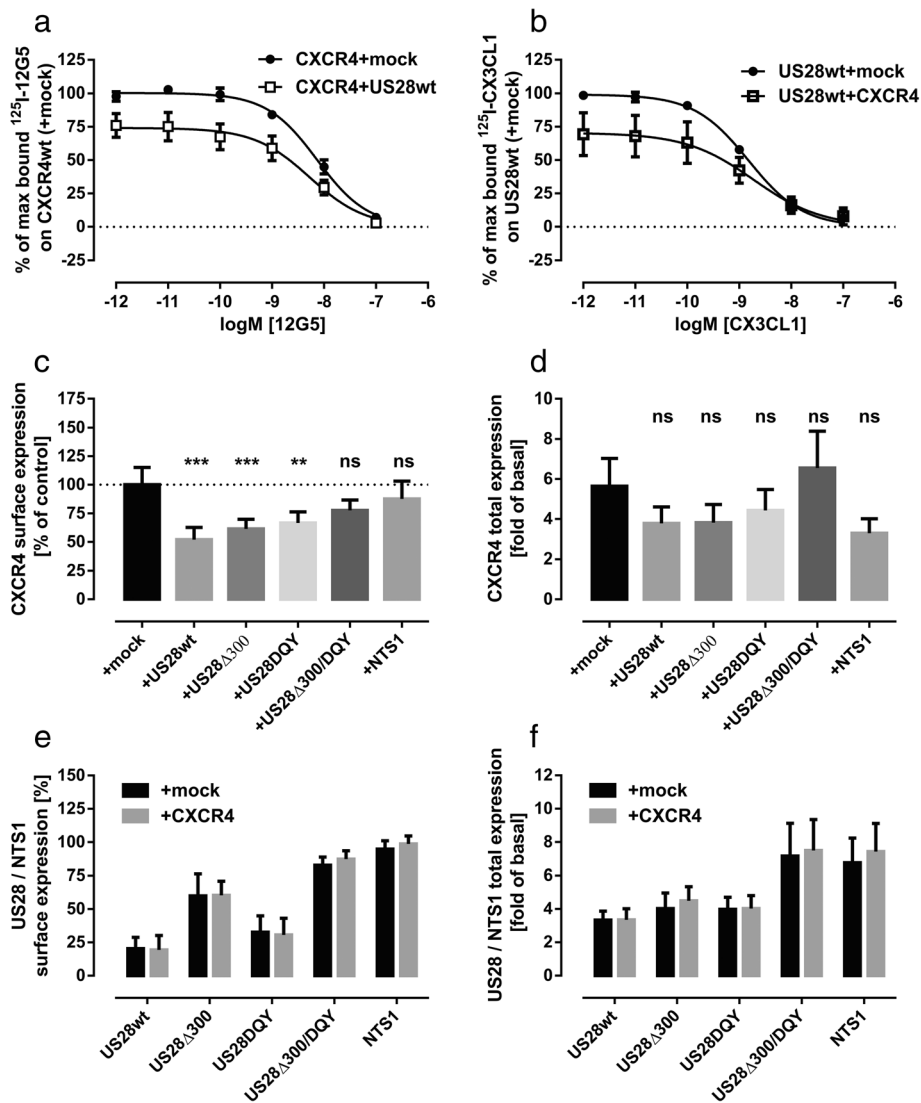 a
CXCR4+mock
CXCR4+US28wt
% of max bound ¹²⁵I-12G5
on CXCR4wt (+mock)
125
100
75
50
25
0
-25
-12 -11 -10 -9 -8 -7 -6
logM [12G5]
b
US28wt+mock
US28wt+CXCR4
% of max bound ¹²⁵I-CX3CL1
on US28wt (+mock)
125
100
75
50
25
0
-25
-12 -11 -10 -9 -8 -7 -6
logM [CX3CL1]
c
CXCR4 surface expression
[% of control]
175
150
125
100
75
50
25
0
*** *** ** ns ns
+mock
+US28wt
+US28Δ300
+US28DQY
+US28Δ300/DQY
+NTS1
d
CXCR4 total expression
[fold of basal]
10
8
6
4
2
0
ns ns ns ns ns
+mock
+US28wt
+US28Δ300
+US28DQY
+US28Δ300/DQY
+NTS1
e
US28 / NTS1
surface expression [%]
150
125
100
75
50
25
0
+mock
+CXCR4
US28wt
US28Δ300
US28DQY
US28Δ300/DQY
NTS1
f
US28 / NTS1 total expression
[fold of basal]
12
10
8
6
4
2
0
+mock
+CXCR4
US28wt
US28Δ300
US28DQY
US28Δ300/DQY
NTS1